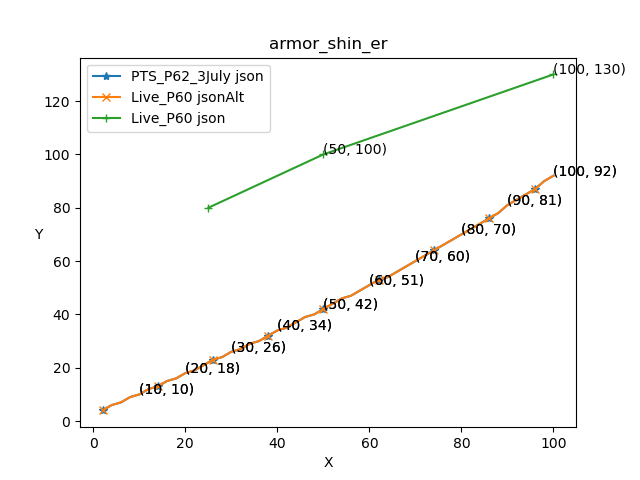 armor_shin_er
PTS_P62_3July json
Live_P60 jsonAlt
Live_P60 json
(100, 130)
(50, 100)
(100, 92)
(90, 81)
(80, 70)
(70, 60)
(60, 51)
(50, 42)
(40, 34)
(30, 26)
(20, 18)
(10, 10)
Y
120
100
80
60
40
20
0
0 20 40 60 80 100
X